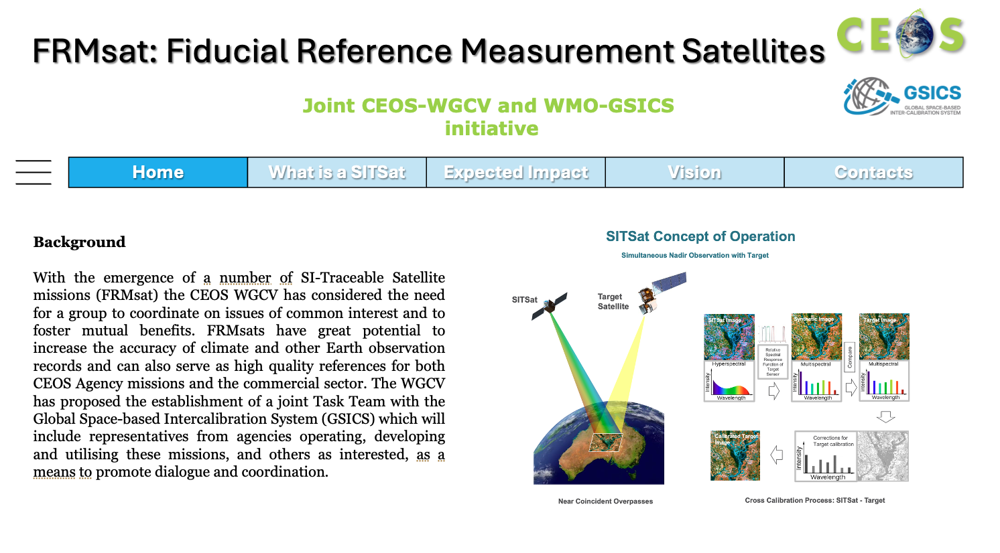 FRMsat: Fiducial Reference Measurement Satellites
CEOS
GSICS
GLOBAL SPACE-BASED
INTER-CALIBRATION SYSTEM
Joint CEOS-WGCV and WMO-GSICS
initiative
Home
What is a SITSat
Expected Impact
Vision
Contacts
Background
With the emergence of a number of SI-Traceable Satellite
missions (FRMsat) the CEOS WGCV has considered the need
for a group to coordinate on issues of common interest and to
foster mutual benefits. FRMsats have great potential to
increase the accuracy of climate and other Earth observation
records and can also serve as high quality references for both
CEOS Agency missions and the commercial sector. The WGCV
has proposed the establishment of a joint Task Team with the
Global Space-based Intercalibration System (GSICS) which will
include representatives from agencies operating, developing
and utilising these missions, and others as interested, as a
means to promote dialogue and coordination.
SITSat Concept of Operation
Simultaneous Nadir Observation with Target
SITSat
Target
Satellite
Near Coincident Overpasses
SITSat Image
Hyperspectral
Intensity
Wavelength
Relative
Spectral
Response
Function of
Target
Sensor
Synthetic Image
Multispectral
Intensity
Wavelength
Compare
Target Image
Multispectral
Intensity
Wavelength
Corrections for
Target calibration
Intensity
Wavelength
Calibrated Target
Image
Cross Calibration Process: SITSat - Target